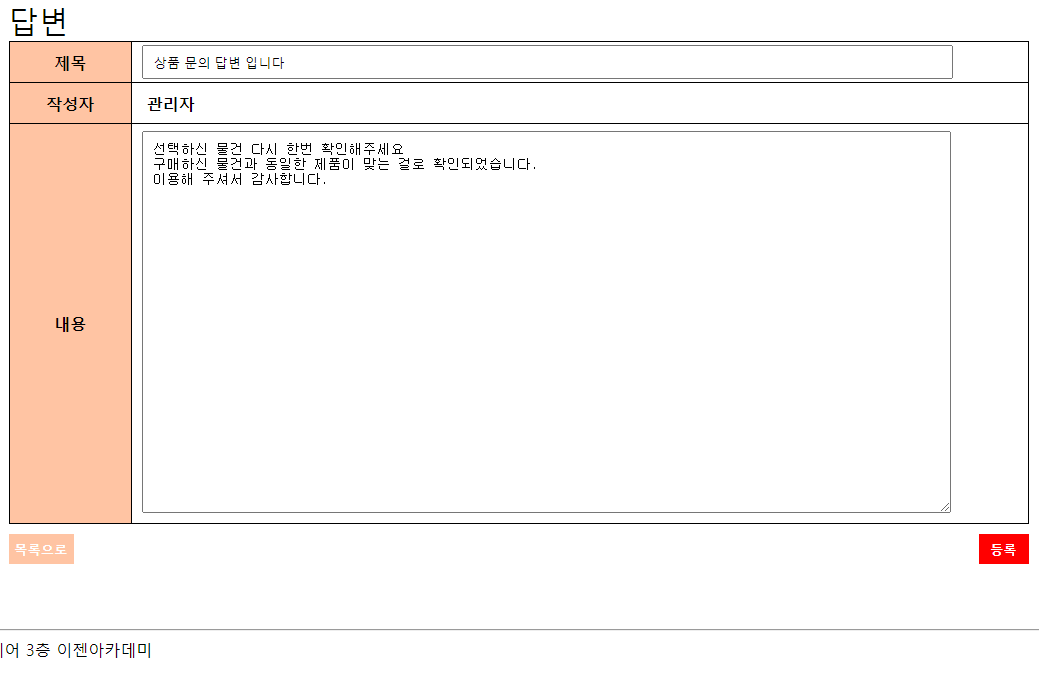 답변
제목
상품 문의 답변 입니다
작성자
관리자
내용
선택하신 물건 다시 한번 확인해주세요
구매하신 물건과 동일한 제품이 맞는 걸로 확인되었습니다.
이용해 주셔서 감사합니다.
목록으로
등록
어 3층 이젠아카데미